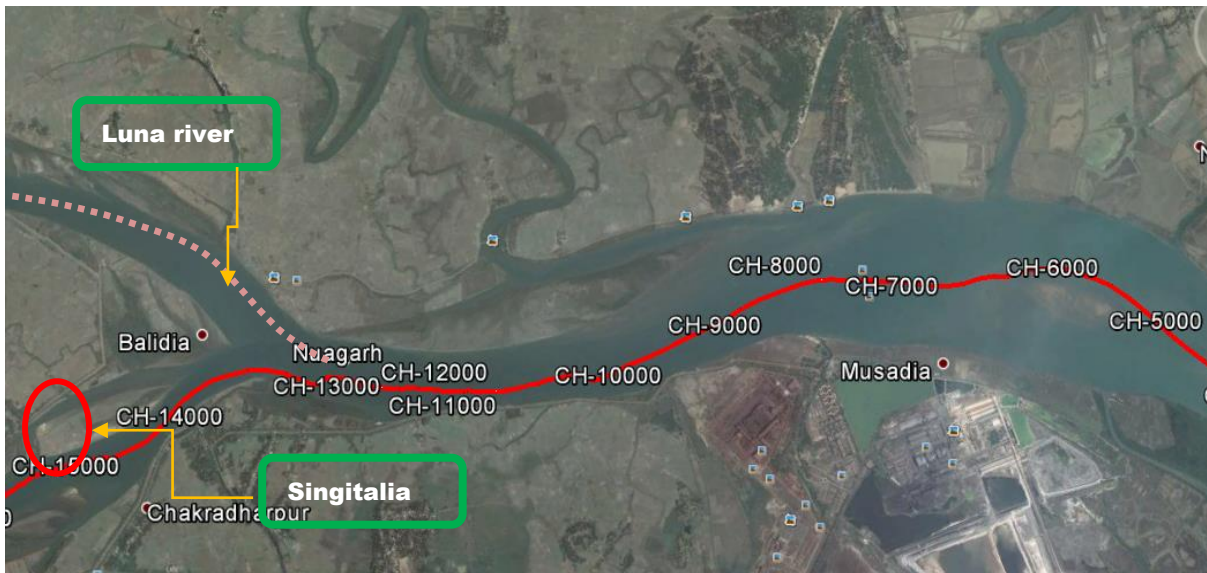 Luna river
CH-8000
CH-7000
CH-6000
CH-5000
CH-9000
Balidia
Nuagarh
CH-12000
CH-13000
CH-10000
CH-11000
Musadia
CH-14000
CH-15000
Singitalia
Chakradharpur